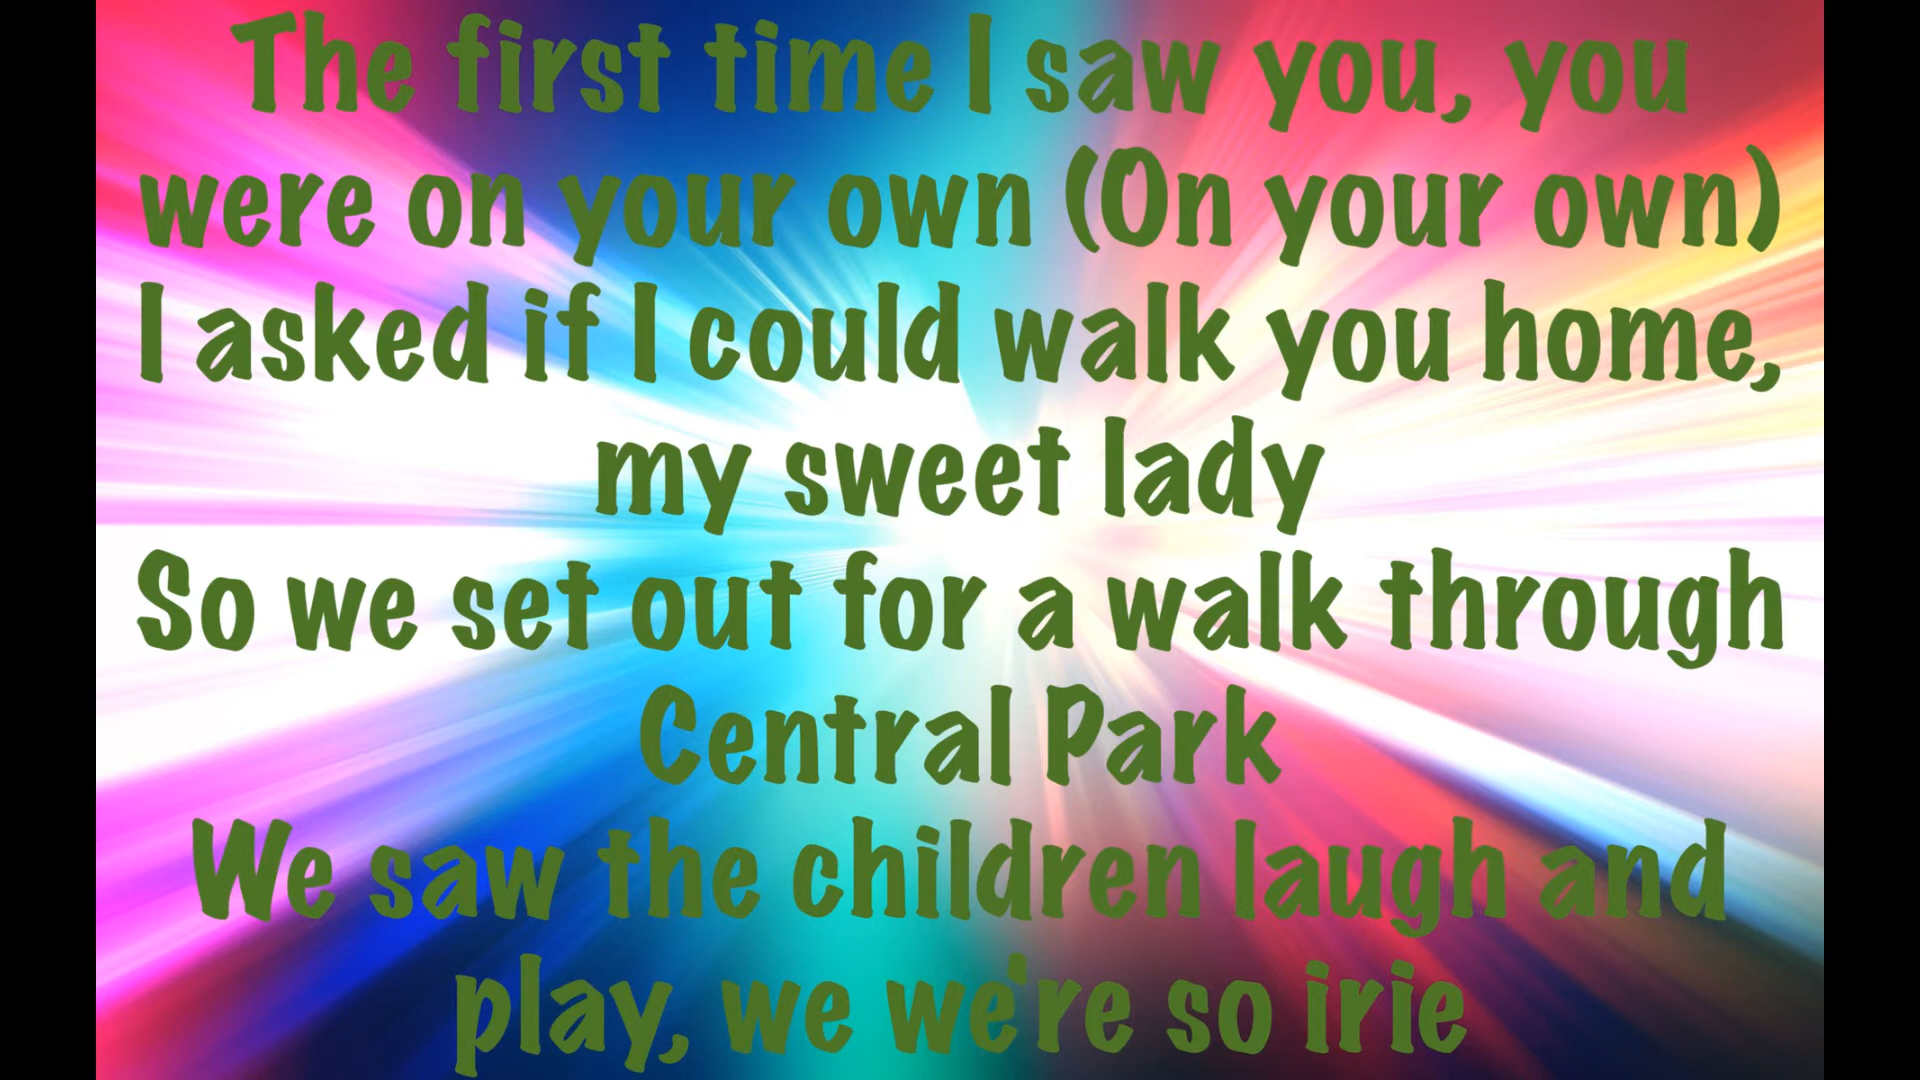 The first time I saw you, you
were on your own (On your own)
I asked if I could walk you home,
my sweet lady
So we set out for a walk through
Central Park
We saw the children laugh and
play, we we're so irie